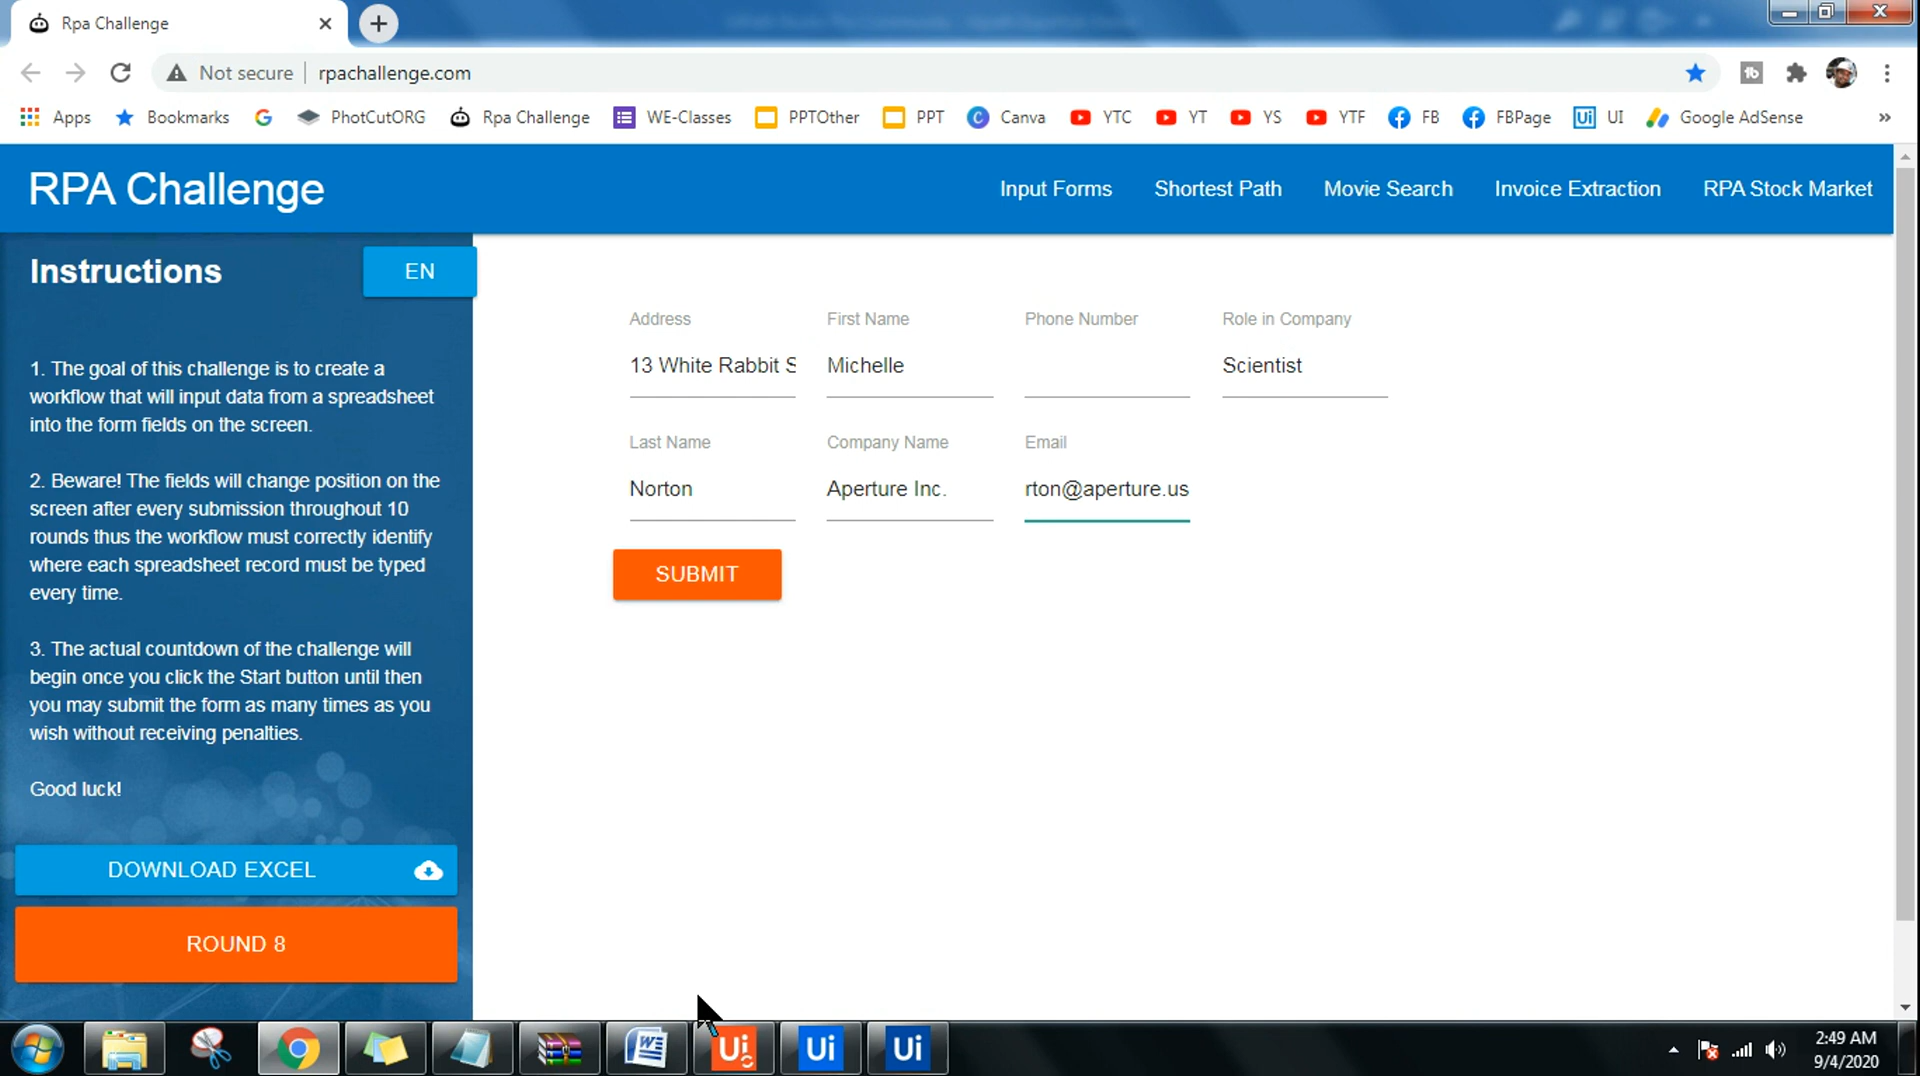 Rpa Challenge
Not secure rpachallenge.com
Apps Bookmarks PhotCutORG Rpa Challenge WE-Classes PPTOther PPT Canva YTC YT YS YTF FB FBPage UI Google AdSense »
RPA Challenge
Input Forms Shortest Path Movie Search Invoice Extraction RPA Stock Market
Instructions
EN
1. The goal of this challenge is to create a
workflow that will input data from a spreadsheet
into the form fields on the screen.
2. Beware! The fields will change position on the
screen after every submission throughout 10
rounds thus the workflow must correctly identify
where each spreadsheet record must be typed
every time.
3. The actual countdown of the challenge will
begin once you click the Start button until then
you may submit the form as many times as you
wish without receiving penalties.
Good luck!
DOWNLOAD EXCEL
ROUND 8
Address First Name Phone Number Role in Company
13 White Rabbit S Michelle Scientist
Last Name Company Name Email
Norton Aperture Inc. rton@aperture.us
SUBMIT
Ui Ui Ui
2:49 AM
9/4/2020